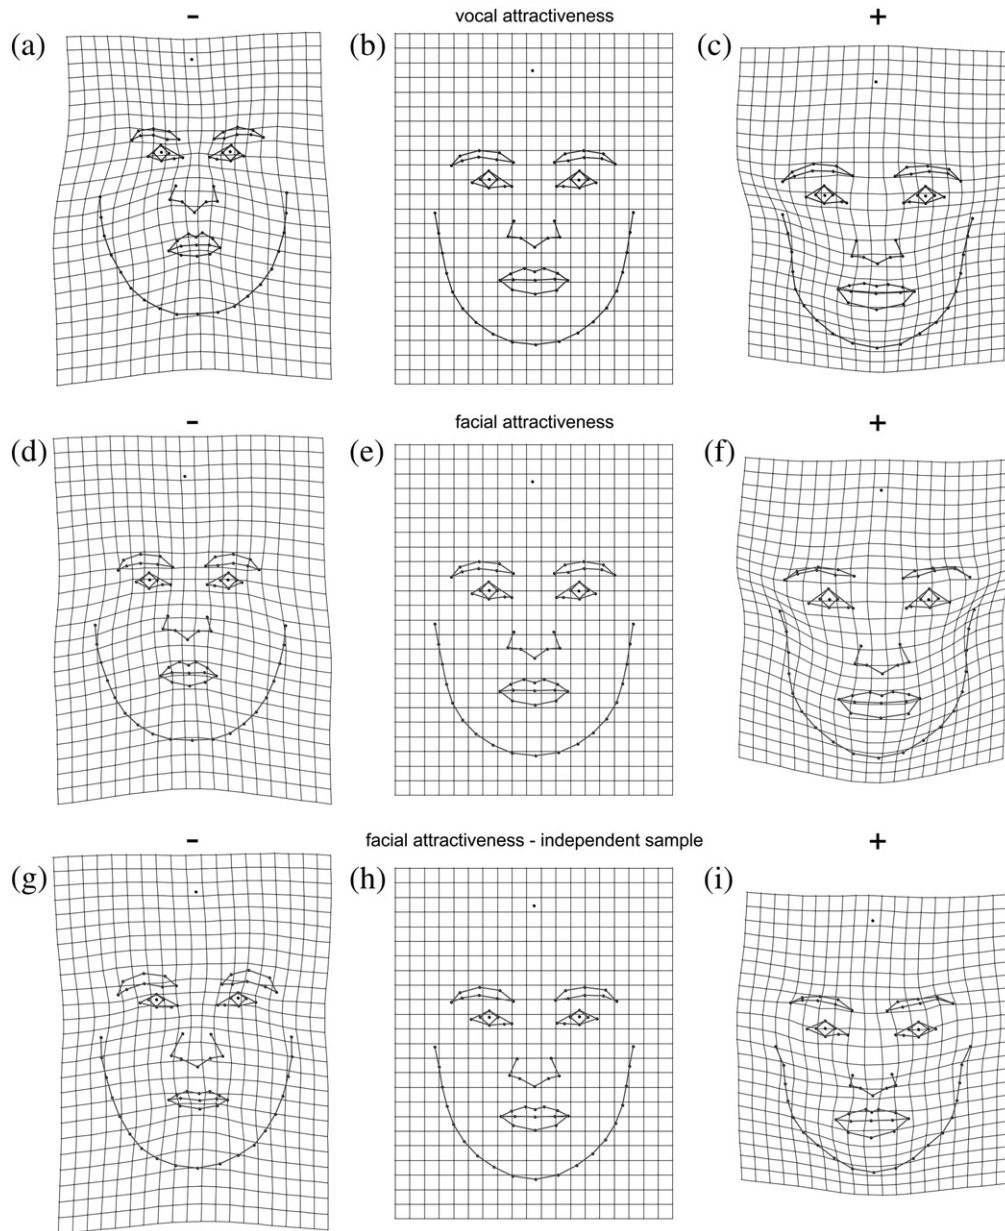 - vocal attractiveness +
(a) (b) (c)
- facial attractiveness +
(d) (e) (f)
- facial attractiveness - independent sample +
(g) (h) (i)